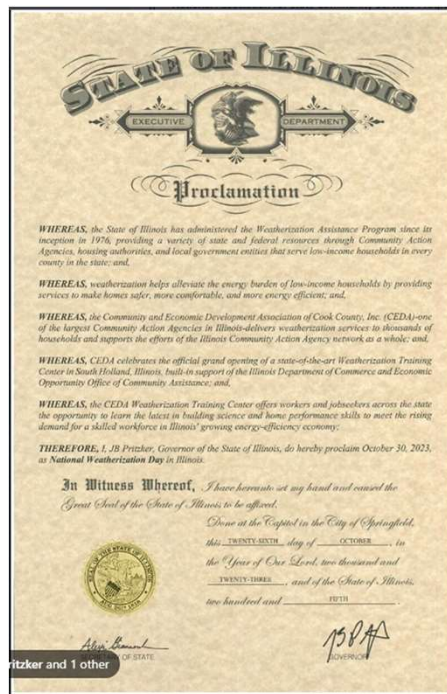 STATE OF ILLINOIS
EXECUTIVE DEPARTMENT
Proclamation
WHEREAS, the State of Illinois has administered the Weatherization Assistance Program since its
inception in 1976, providing a variety of state and federal resources through Community Action
Agencies, housing authorities, and local government entities that serve low-income households in every
county in the state; and,
WHEREAS, weatherization helps alleviate the energy burden of low-income households by providing
services to make homes safer, more comfortable, and more energy efficient; and,
WHEREAS, the Community and Economic Development Association of Cook County, Inc. (CEDA)-one
of the largest Community Action Agencies in Illinois-delivers weatherization services to thousands of
households and supports the efforts of the Illinois Community Action Agency network as a whole; and,
WHEREAS, CEDA celebrates the official grand opening of a state-of-the-art Weatherization Training
Center in South Holland, Illinois, built-in support of the Illinois Department of Commerce and Economic
Opportunity Office of Community Assistance; and,
WHEREAS, the CEDA Weatherization Training Center offers workers and jobseekers across the state
the opportunity to learn the latest in building science and home performance skills to meet the rising
demand for a skilled workforce in Illinois' growing energy-efficiency economy;
THEREFORE, I, JB Pritzker, Governor of the State of Illinois, do hereby proclaim October 30, 2023,
as National Weatherization Day in Illinois.
In Witness Whereof, I have hereunto set my hand and caused the
Great Seal of the State of Illinois to be affixed.
Done at the Capitol in the City of Springfield,
this TWENTY-SIXTH day of OCTOBER, in
the Year of Our Lord, two thousand and
TWENTY-THREE, and of the State of Illinois,
two hundred and FIFTH.
SEAL OF THE STATE OF ILLINOIS
AUG. 26TH 1818
OF STATE
GOVERNOR
ritzker and 1 other